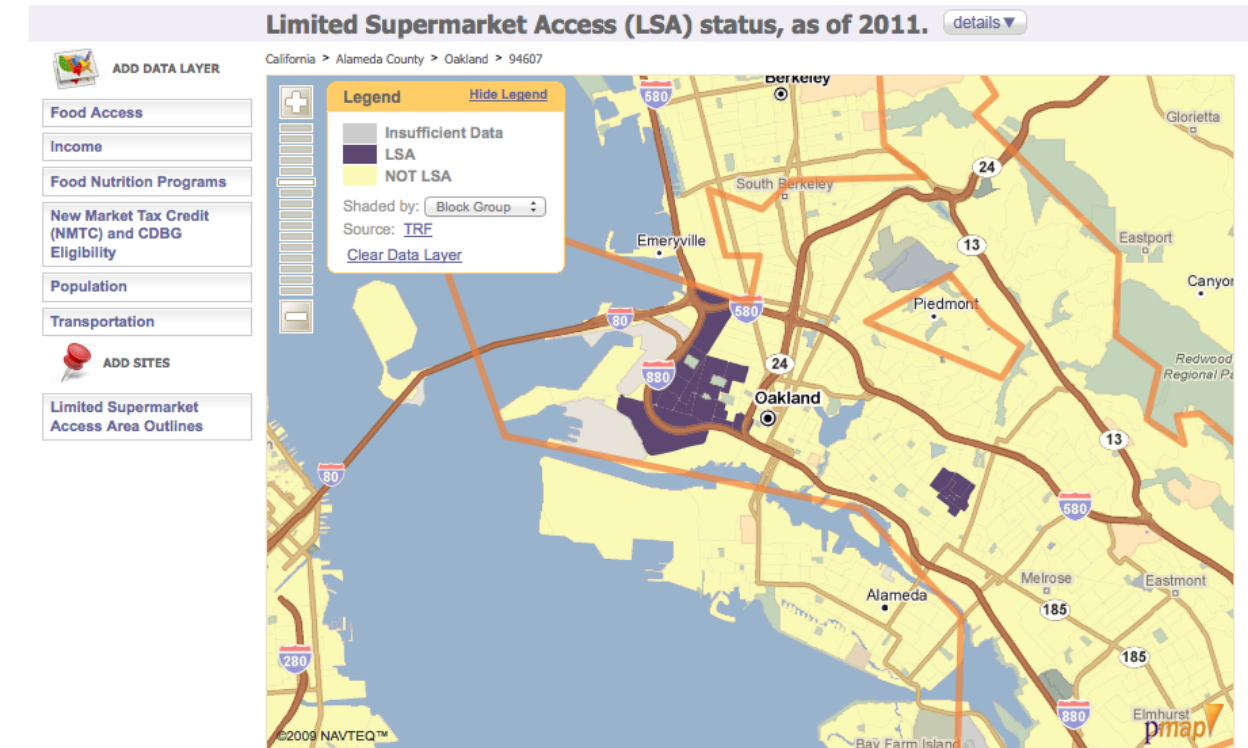 Limited Supermarket Access (LSA) status, as of 2011. details▼
ADD DATA LAYER
Food Access
Income
Food Nutrition Programs
New Market Tax Credit
(NMTC) and CDBG
Eligibility
Population
Transportation
ADD SITES
Limited Supermarket
Access Area Outlines
California > Alameda County > Oakland > 94607
Legend Hide Legend
Insufficient Data
LSA
NOT LSA
Shaded by: Block Group
Source: TRF
Clear Data Layer
Berkeley
580
Glorietta
24
South Berkeley
Emeryville
13
Eastport
Canyon
Piedmont
580
80
Redwood
Regional Pa
24
880
Oakland
13
80
580
Melrose
Eastmont
Alameda
185
280
185
Elmhurst
880
pmap
©2009 NAVTEQ™
Bay Farm Island